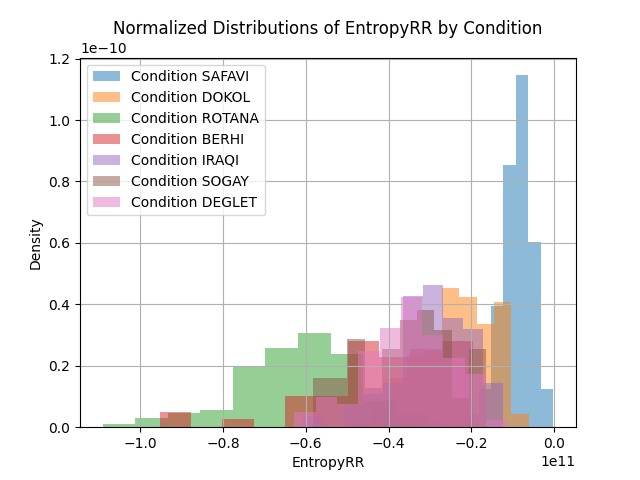 Normalized Distributions of EntropyRR by Condition
1e−10
1.2
1.0
0.8
0.6
0.4
0.2
0.0
Density
Condition SAFAVI
Condition DOKOL
Condition ROTANA
Condition BERHI
Condition IRAQI
Condition SOGAY
Condition DEGLET
−1.0 −0.8 −0.6 −0.4 −0.2 0.0
EntropyRR
1e11